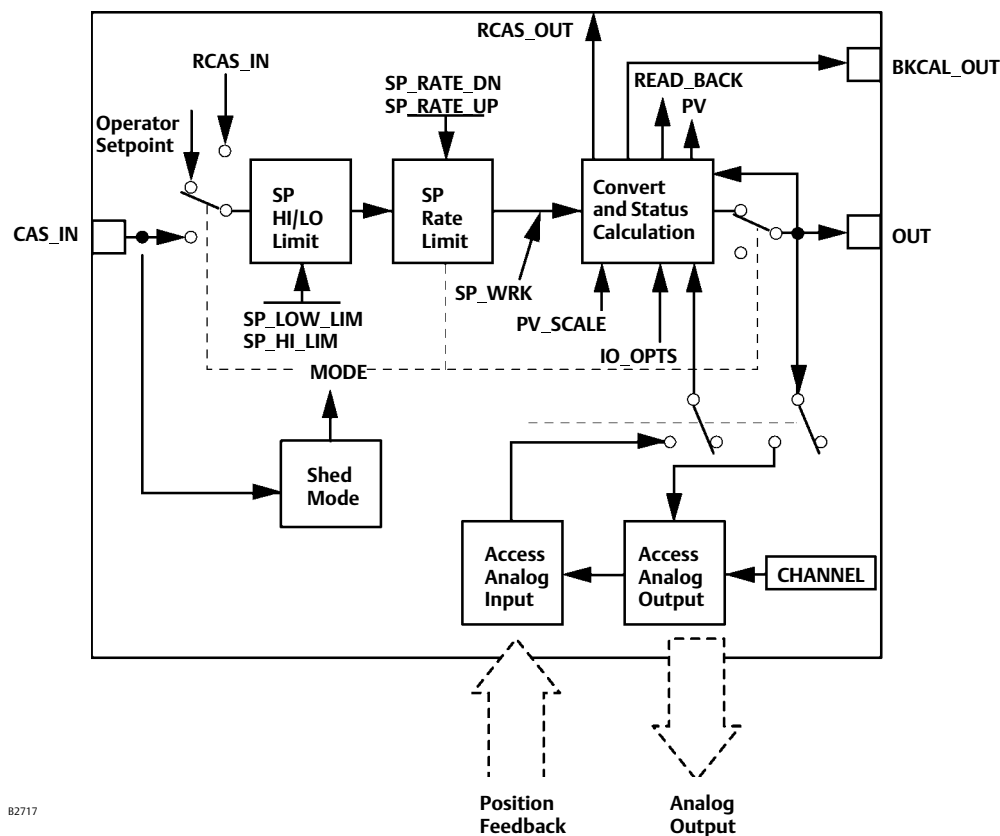 RCAS_OUT
RCAS_IN
BKCAL_OUT
READ_BACK
PV
SP_RATE_DN
SP_RATE_UP
Operator
Setpoint
SP
HI/LO
Limit
SP
Rate
Limit
Convert
and Status
Calculation
CAS_IN
OUT
SP_WRK
SP_LOW_LIM
SP_HI_LIM
PV_SCALE
IO_OPTS
MODE
Shed
Mode
Access
Analog
Input
Access
Analog
Output
CHANNEL
Position
Feedback
Analog
Output
B2717